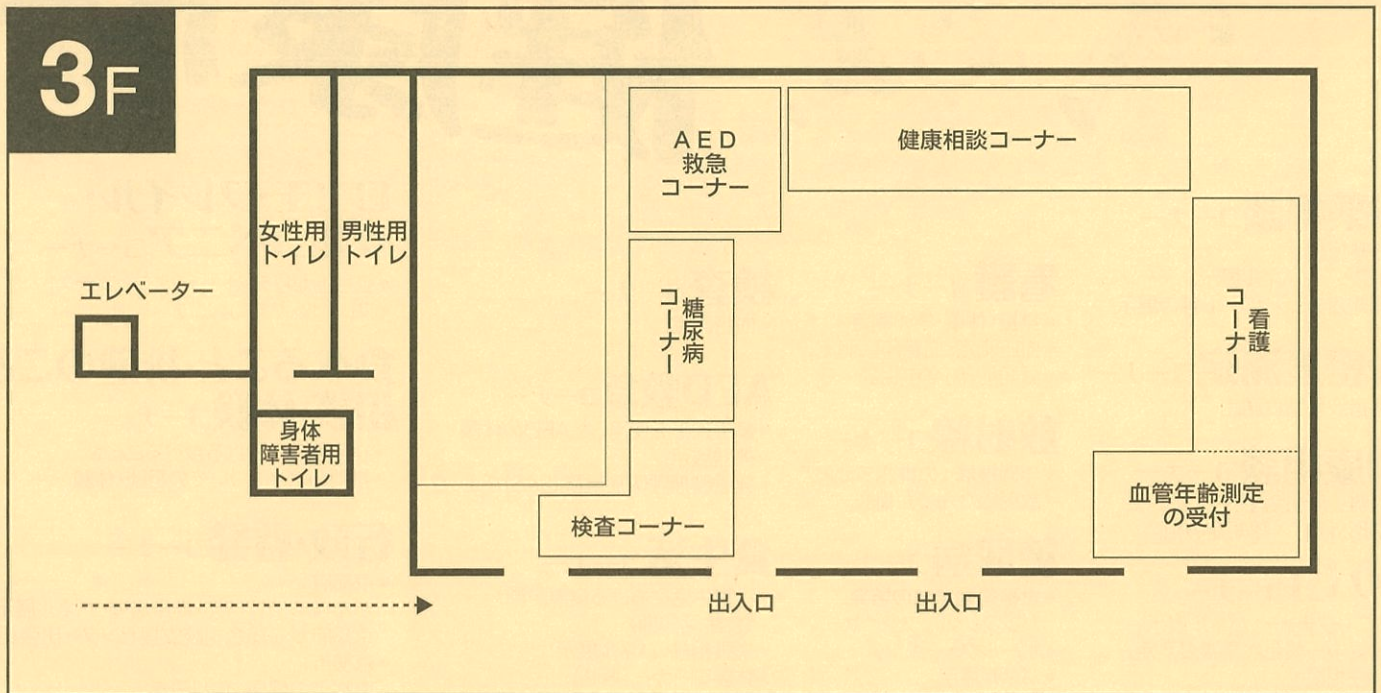 3F
AED
救急
コーナー
健康相談コーナー
女性用
トイレ
男性用
トイレ
エレベーター
糖尿病
コーナー
看護
コーナー
身体
障害者用
トイレ
検査コーナー
血管年齢測定
の受付
出入口
出入口